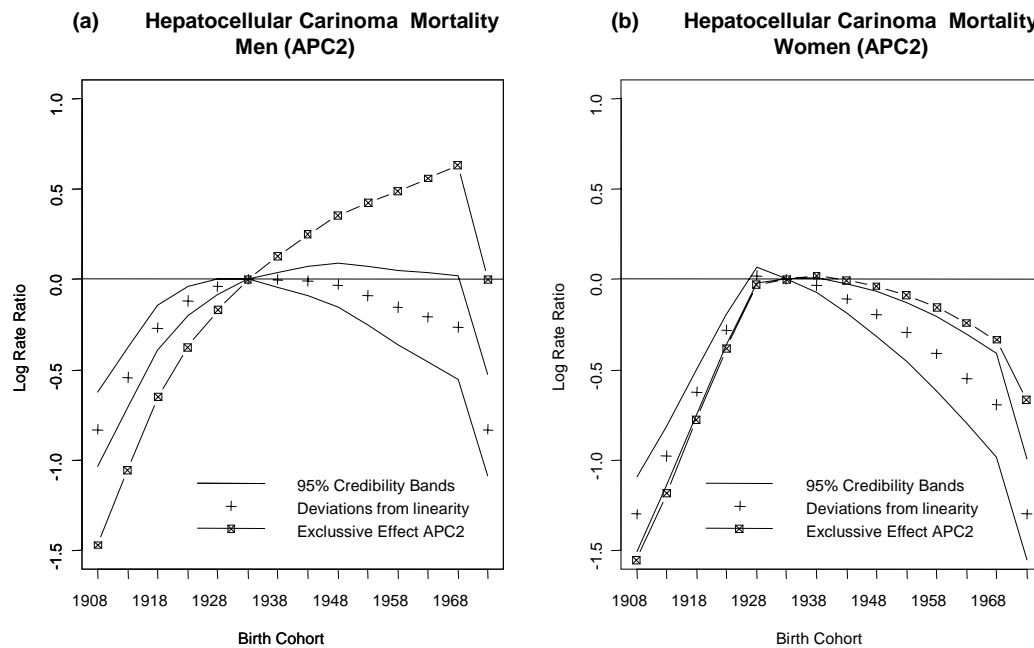 (a) Hepatocellular Carinoma Mortality
Men (APC2)
Log Rate Ratio
1.0
0.5
0.0
-0.5
-1.0
-1.5
95% Credibility Bands
Deviations from linearity
Exclussive Effect APC2
1908 1918 1928 1938 1948 1958 1968
Birth Cohort
(b) Hepatocellular Carinoma Mortality
Women (APC2)
Log Rate Ratio
1.0
0.5
0.0
-0.5
-1.0
-1.5
95% Credibility Bands
Deviations from linearity
Exclussive Effect APC2
1908 1918 1928 1938 1948 1958 1968
Birth Cohort